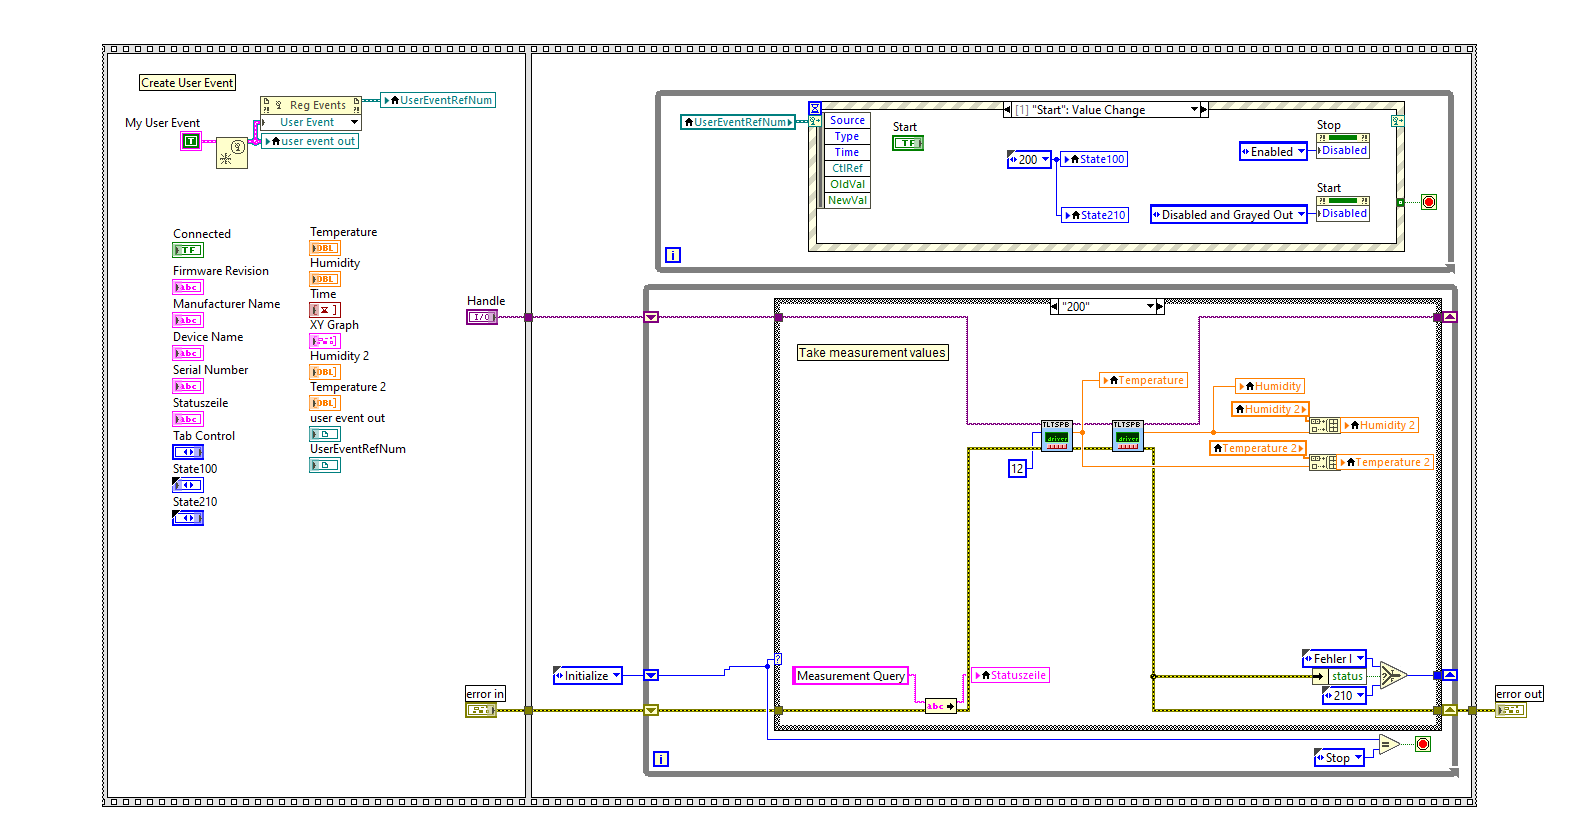 Create User Event
Reg Events
UserEventRefNum
My User Event
User Event
T
user event out
Connected
TF
Firmware Revision
abc
Manufacturer Name
abc
Device Name
abc
Serial Number
abc
Statuszeile
abc
Tab Control
State100
State210
Temperature
DBL
Humidity
DBL
Time
XY Graph
Humidity 2
DBL
Temperature 2
DBL
user event out
UserEventRefNum
Handle
I/O
error in
[1] "Start": Value Change
UserEventRefNum
Source
Type
Time
CtlRef
OldVal
NewVal
Start
TF
200
State100
State210
Stop
Enabled
Disabled
Start
Disabled and Grayed Out
Disabled
i
"200"
Take measurement values
Temperature
Humidity
Humidity 2
Humidity 2
Temperature 2
Temperature 2
TLTSPB
driver
TLTSPB
driver
12
Initialize
?
Measurement Query
Statuszeile
abc
Fehler I
status
210
?
T
F
error out
=
Stop
i